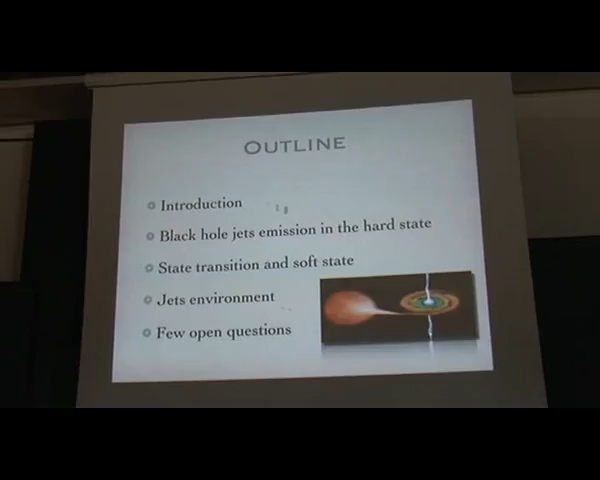 OUTLINE
Introduction
Black hole jets emission in the hard state
State transition and soft state
Jets environment
Few open questions